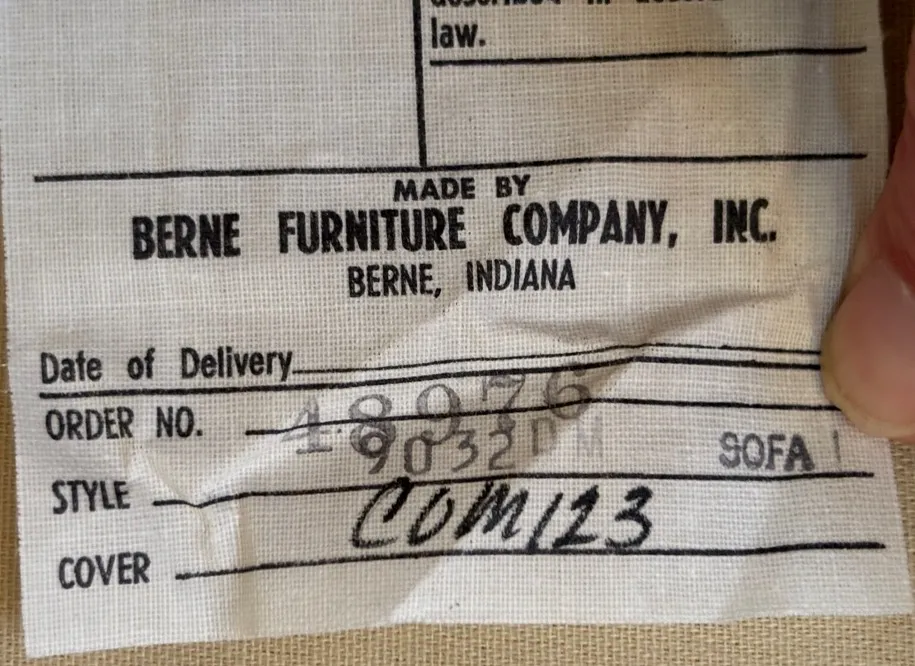 law.
MADE BY
BERNE FURNITURE COMPANY, INC.
BERNE, INDIANA
Date of Delivery
ORDER NO. 48976
STYLE 9032DM SOFA
COVER COM123